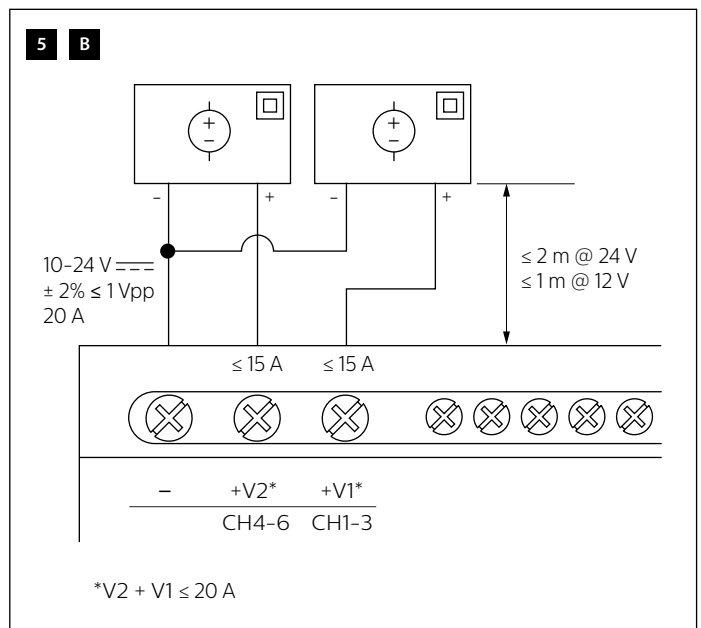 5 B
+ +
− −
− + − +
10-24 V
± 2% ≤ 1 Vpp
20 A
≤ 2 m @ 24 V
≤ 1 m @ 12 V
≤ 15 A ≤ 15 A
− +V2* +V1*
CH4-6 CH1-3
*V2 + V1 ≤ 20 A